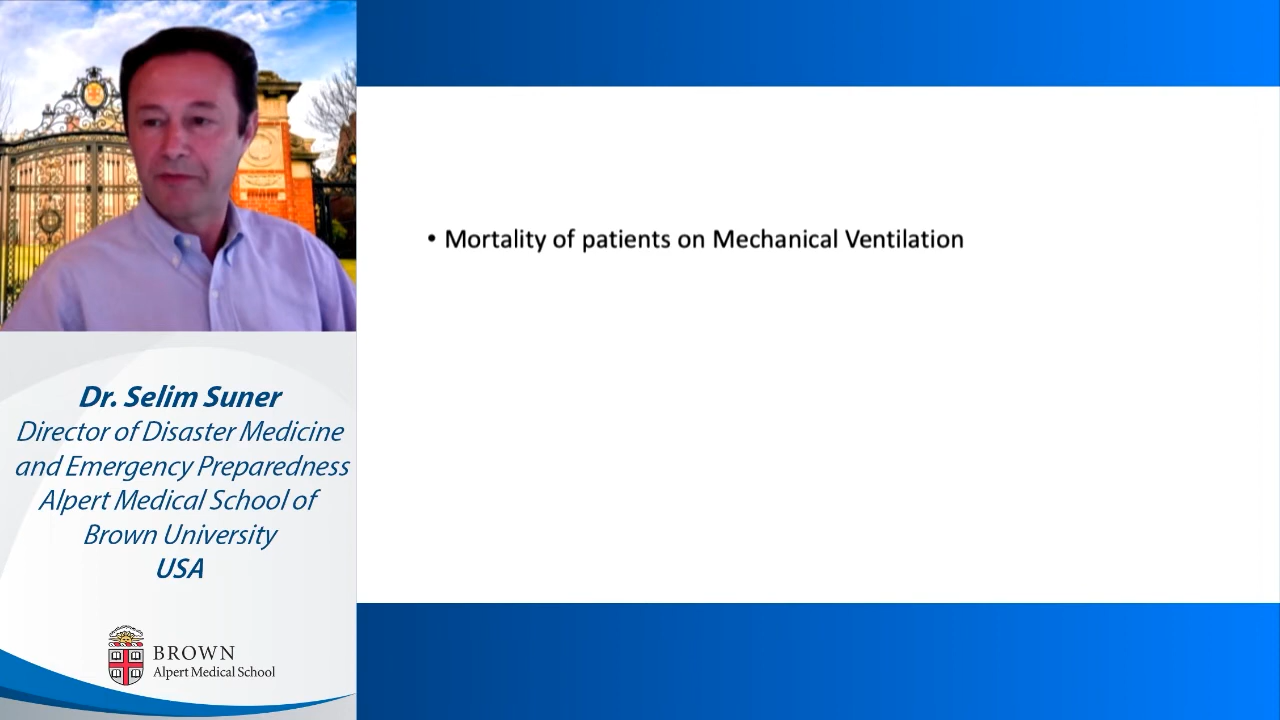 Dr. Selim Suner
Director of Disaster Medicine
and Emergency Preparedness
Alpert Medical School of
Brown University
USA
BROWN
Alpert Medical School
• Mortality of patients on Mechanical Ventilation